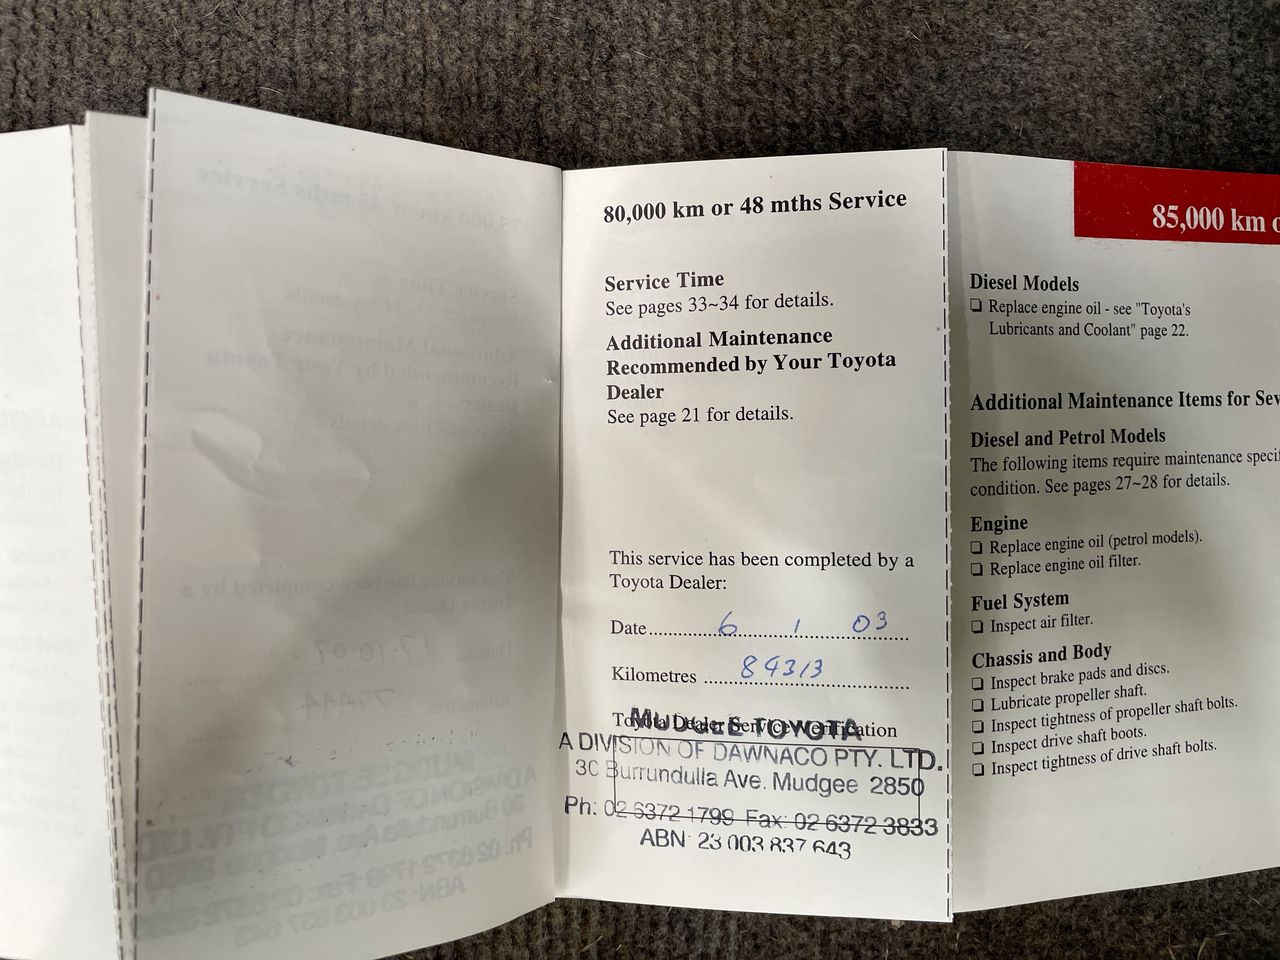 80,000 km or 48 mths Service
Service Time
See pages 33~34 for details.
Additional Maintenance
Recommended by Your Toyota
Dealer
See page 21 for details.
This service has been completed by a
Toyota Dealer:
Date 6 1 03
Kilometres 84313
Toyota Dealer Service Verification
MUDGEE TOYOTA
A DIVISION OF DAWNACO PTY. LTD.
30 Burrundulla Ave. Mudgee 2850
Ph: 02 6372 1799 Fax: 02 6372 3833
ABN 23 003 837 643
85,000 km
Diesel Models
❏ Replace engine oil - see "Toyota's
Lubricants and Coolant" page 22.
Additional Maintenance Items for Sev
Diesel and Petrol Models
The following items require maintenance specif
condition. See pages 27~28 for details.
Engine
❏ Replace engine oil (petrol models).
❏ Replace engine oil filter.
Fuel System
❏ Inspect air filter.
Chassis and Body
❏ Inspect brake pads and discs.
❏ Lubricate propeller shaft.
❏ Inspect tightness of propeller shaft bolts.
❏ Inspect drive shaft boots.
❏ Inspect tightness of drive shaft bolts.